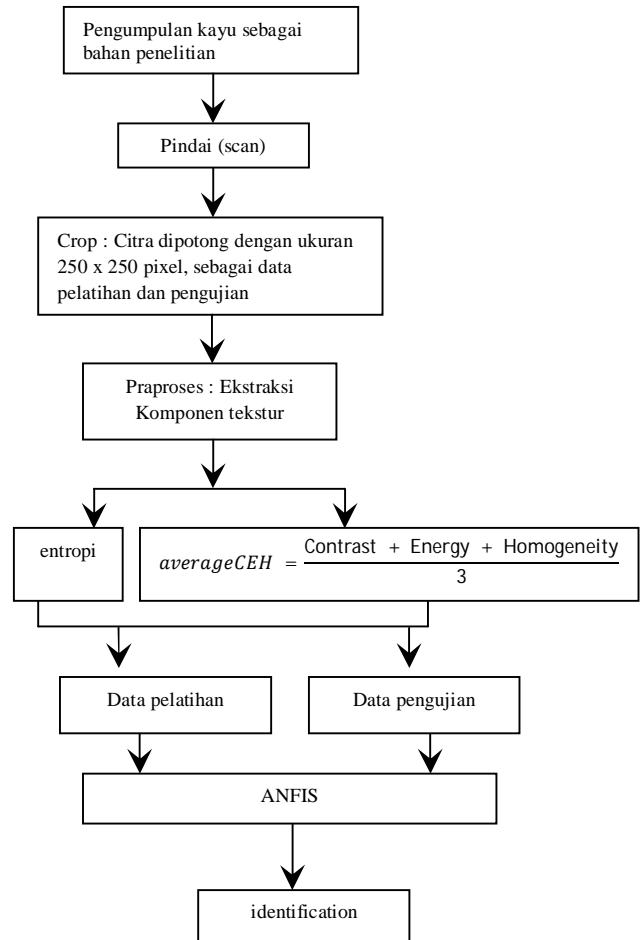 Pengumpulan kayu sebagai
bahan penelitian
Pindai (scan)
Crop : Citra dipotong dengan ukuran
250 x 250 pixel, sebagai data
pelatihan dan pengujian
Praproses : Ekstraksi
Komponen tekstur
entropi
averageCEH = (Contrast + Energy + Homogeneity) / 3
Data pelatihan
Data pengujian
ANFIS
identification